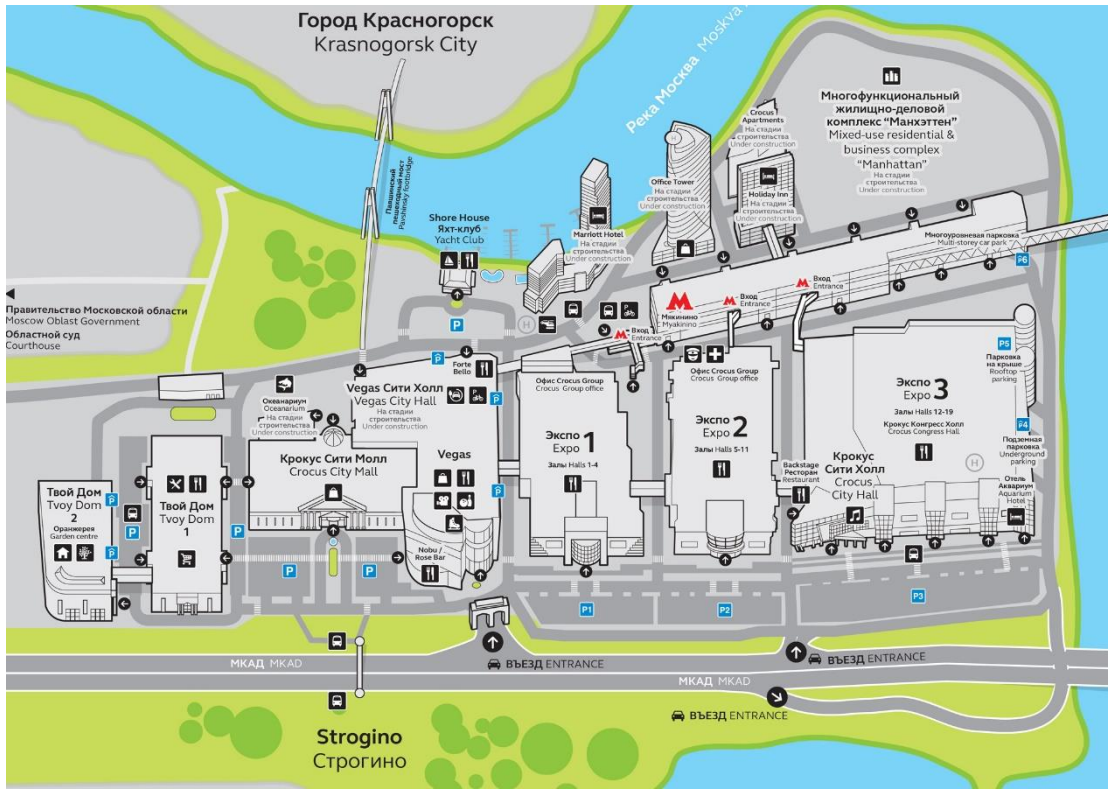 Город Красногорск
Krasnogorsk City
Река Москва Moskva
Павшинский
пешеходный мост
Pavshinsky footbridge
Многофункциональный
жилищно-деловой
комплекс “Манхэттен”
Mixed-use residential &
business complex
“Manhattan”
На стадии
строительства
Under construction
Crocus
Apartments
На стадии
строительства
Under construction
Office Tower
На стадии
строительства
Under construction
Holiday Inn
На стадии
строительства
Under construction
Shore House
Яхт-клуб
Yacht Club
Marriott Hotel
На стадии
строительства
Under construction
Многоуровневая парковка
Multi-storey car park
P6
Правительство Московской области
Moscow Oblast Government
Областной суд
Courthouse
P
H
P
М
Мякинино
Myakinino
М
Вход
Entrance
М
Вход
Entrance
М
Вход
Entrance
P
Forte
Bello
Vegas Сити Холл
Vegas City Hall
На стадии
строительства
Under construction
P
P
Океанариум
Oceanarium
На стадии
строительства
Under construction
Офис Crocus Group
Crocus Group office
Экспо
Expo
1
Залы Halls 1-4
Офис Crocus Group
Crocus Group office
Экспо
Expo
2
Залы Halls 5-11
Экспо
Expo
3
Залы Halls 12-19
Крокус Конгресс Холл
Crocus Congress Hall
P5
Парковка
на крыше
Rooftop
parking
P4
Подземная
парковка
Underground
parking
H
Отель
Аквариум
Aquarium
Hotel
Крокус Сити Молл
Crocus City Mall
Vegas
P
Nobu /
Rose Bar
Backstage
Ресторан
Restaurant
Крокус
Сити Холл
Crocus
City Hall
Твой Дом
Tvoy Dom
2
Оранжерея
Garden centre
P
P
P
Твой Дом
Tvoy Dom
1
P
P
P
P1
P2
P3
МКАД MKAD
ВЪЕЗД ENTRANCE
ВЪЕЗД ENTRANCE
МКАД MKAD
ВЪЕЗД ENTRANCE
Strogino
Строгино